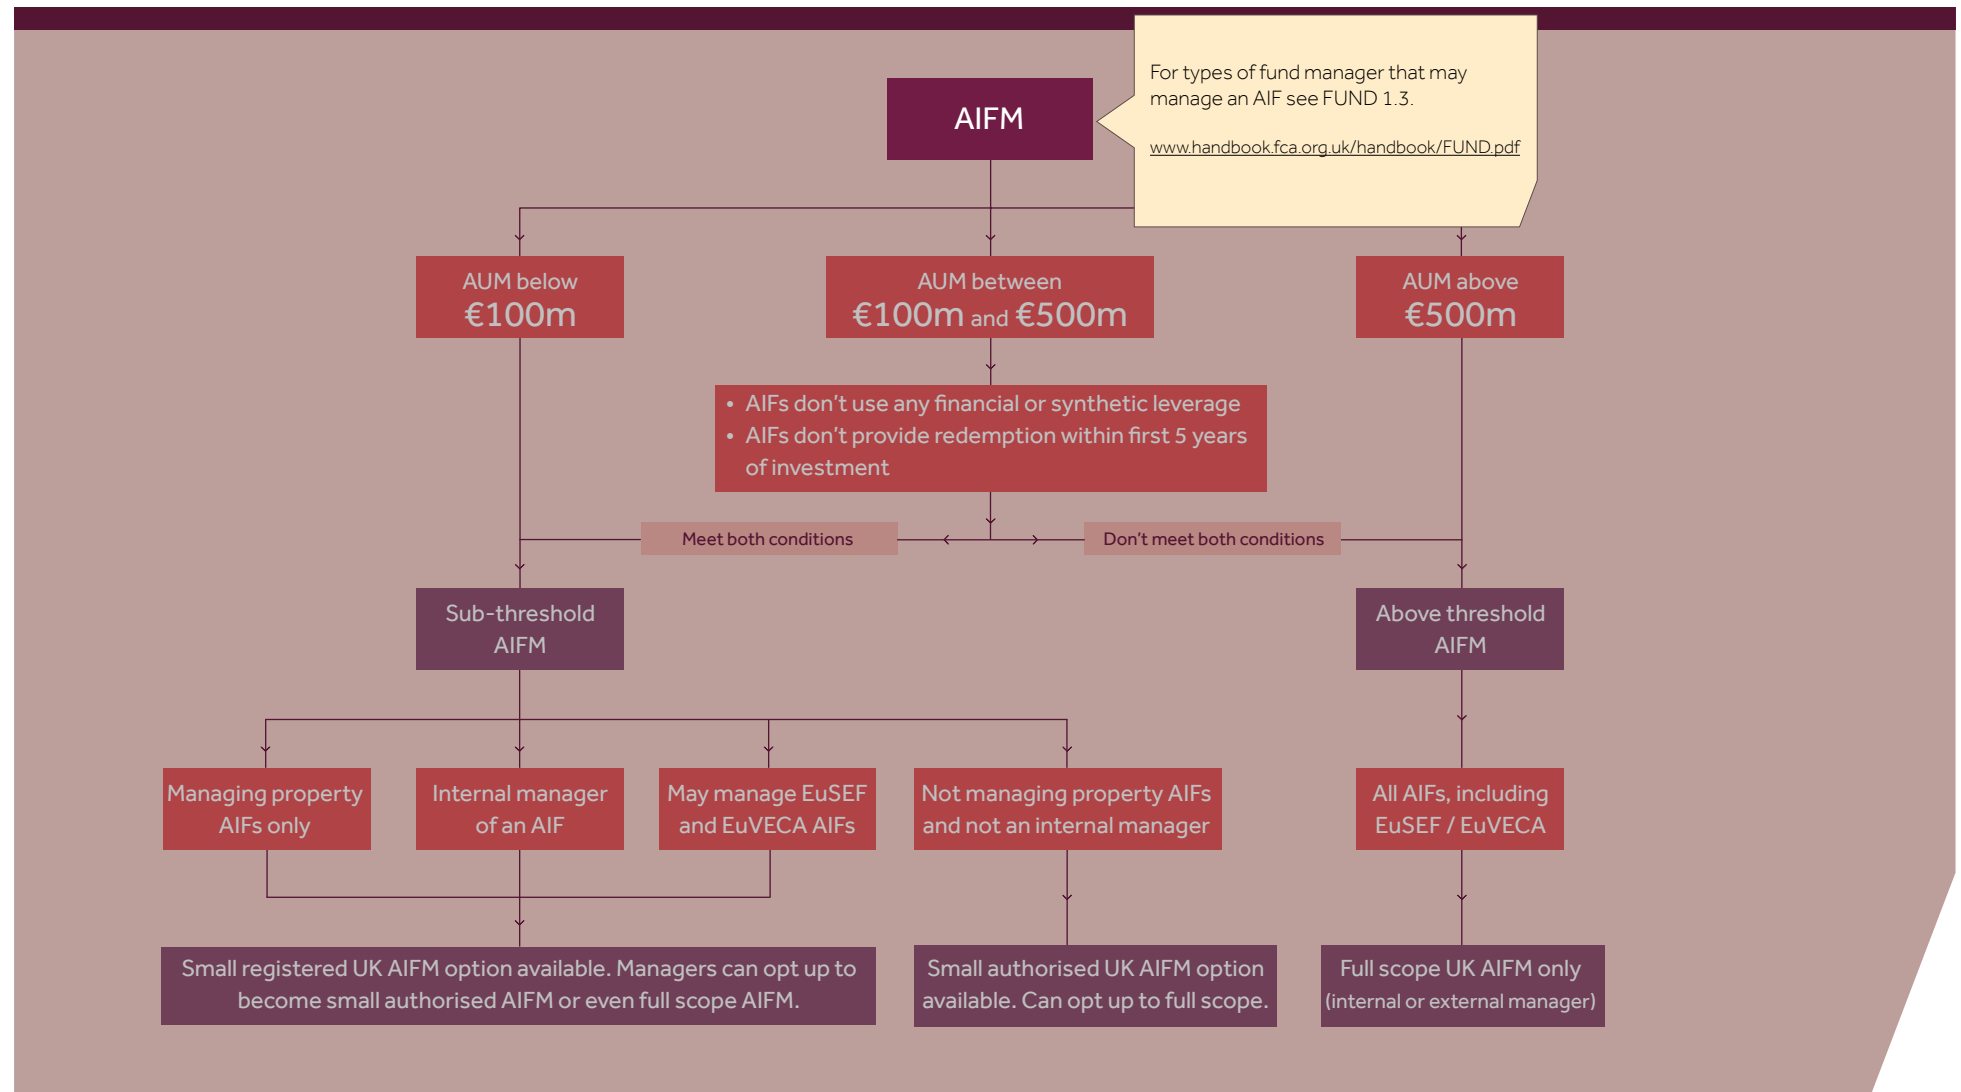 For types of fund manager that may
manage an AIF see FUND 1.3.
www.handbook.fca.org.uk/handbook/FUND.pdf
AIFM
AUM below
€100m
AUM between
€100m and €500m
AUM above
€500m
• AIFs don't use any financial or synthetic leverage
• AIFs don't provide redemption within first 5 years
of investment
Meet both conditions
Don't meet both conditions
Sub-threshold
AIFM
Above threshold
AIFM
Managing property
AIFs only
Internal manager
of an AIF
May manage EuSEF
and EuVECA AIFs
Not managing property AIFs
and not an internal manager
All AIFs, including
EuSEF / EuVECA
Small registered UK AIFM option available. Managers can opt up to
become small authorised AIFM or even full scope AIFM.
Small authorised UK AIFM option
available. Can opt up to full scope.
Full scope UK AIFM only
(internal or external manager)